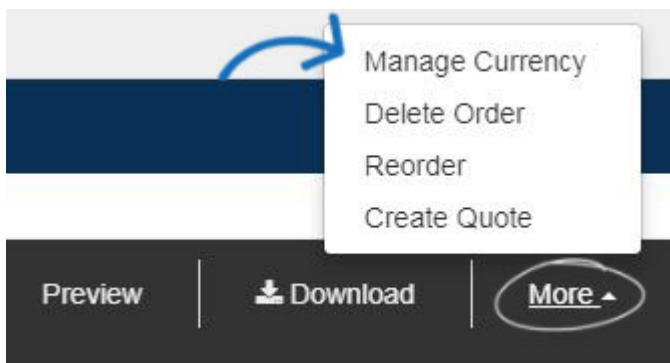 Manage Currency
Delete Order
Reorder
Create Quote
Preview Download More